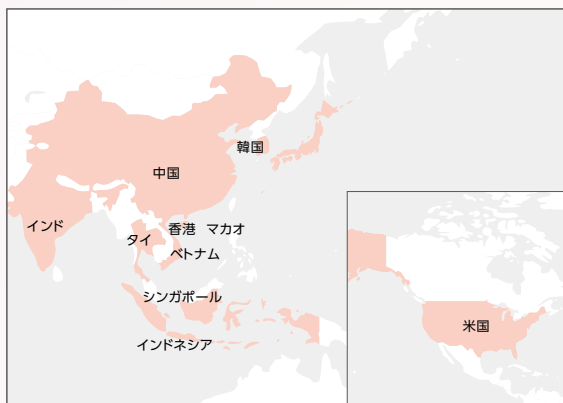 韓国
中国
インド
香港 マカオ
タイ
ベトナム
シンガポール
インドネシア
米国